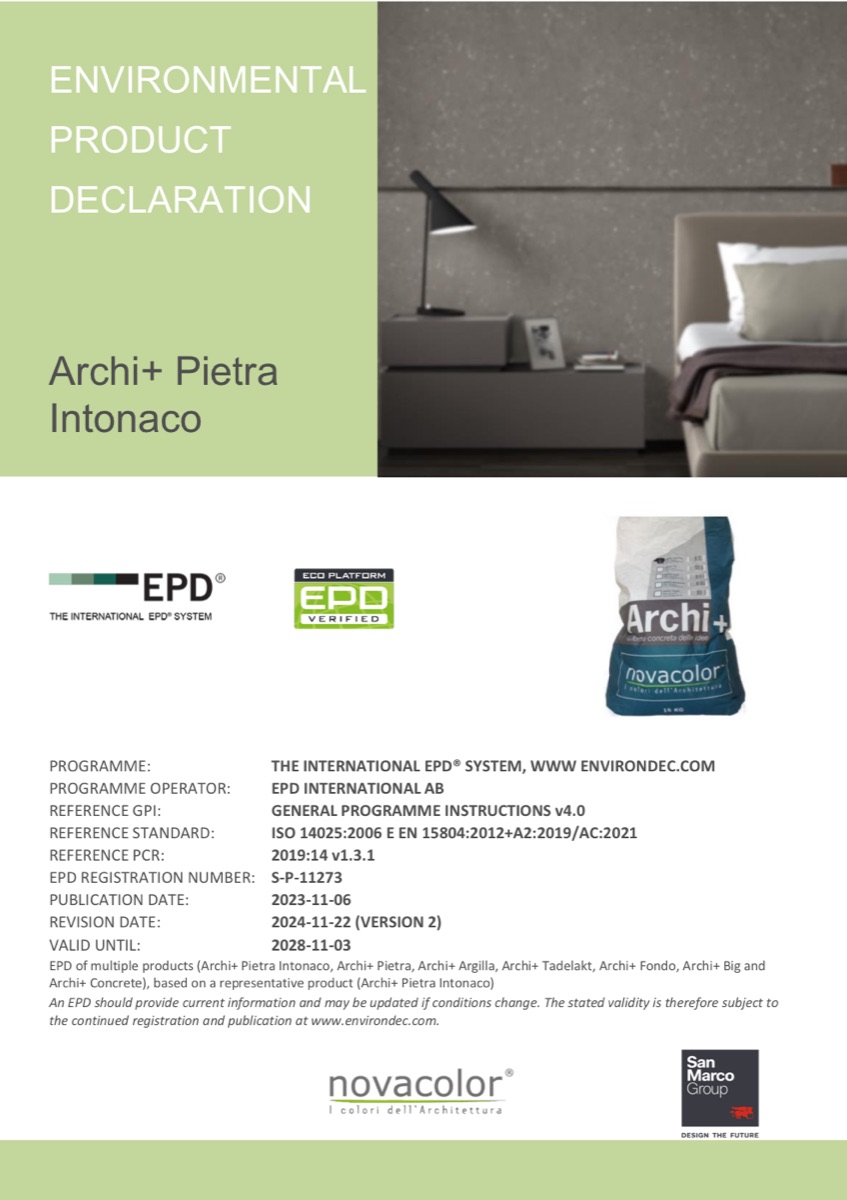 ENVIRONMENTAL
PRODUCT
DECLARATION
Archi+ Pietra
Intonaco
EPD®
THE INTERNATIONAL EPD® SYSTEM
ECO PLATFORM
EPD
VERIFIED
Archi+
novacolor
I colori dell'Architettura
15 KG
PROGRAMME: THE INTERNATIONAL EPD® SYSTEM, WWW ENVIRONDEC.COM
PROGRAMME OPERATOR: EPD INTERNATIONAL AB
REFERENCE GPI: GENERAL PROGRAMME INSTRUCTIONS v4.0
REFERENCE STANDARD: ISO 14025:2006 E EN 15804:2012+A2:2019/AC:2021
REFERENCE PCR: 2019:14 v1.3.1
EPD REGISTRATION NUMBER: S-P-11273
PUBLICATION DATE: 2023-11-06
REVISION DATE: 2024-11-22 (VERSION 2)
VALID UNTIL: 2028-11-03
EPD of multiple products (Archi+ Pietra Intonaco, Archi+ Pietra, Archi+ Argilla, Archi+ Tadelakt, Archi+ Fondo, Archi+ Big and
Archi+ Concrete), based on a representative product (Archi+ Pietra Intonaco)
An EPD should provide current information and may be updated if conditions change. The stated validity is therefore subject to
the continued registration and publication at www.environdec.com.
novacolor®
I colori dell'Architettura
San
Marco
Group
DESIGN THE FUTURE